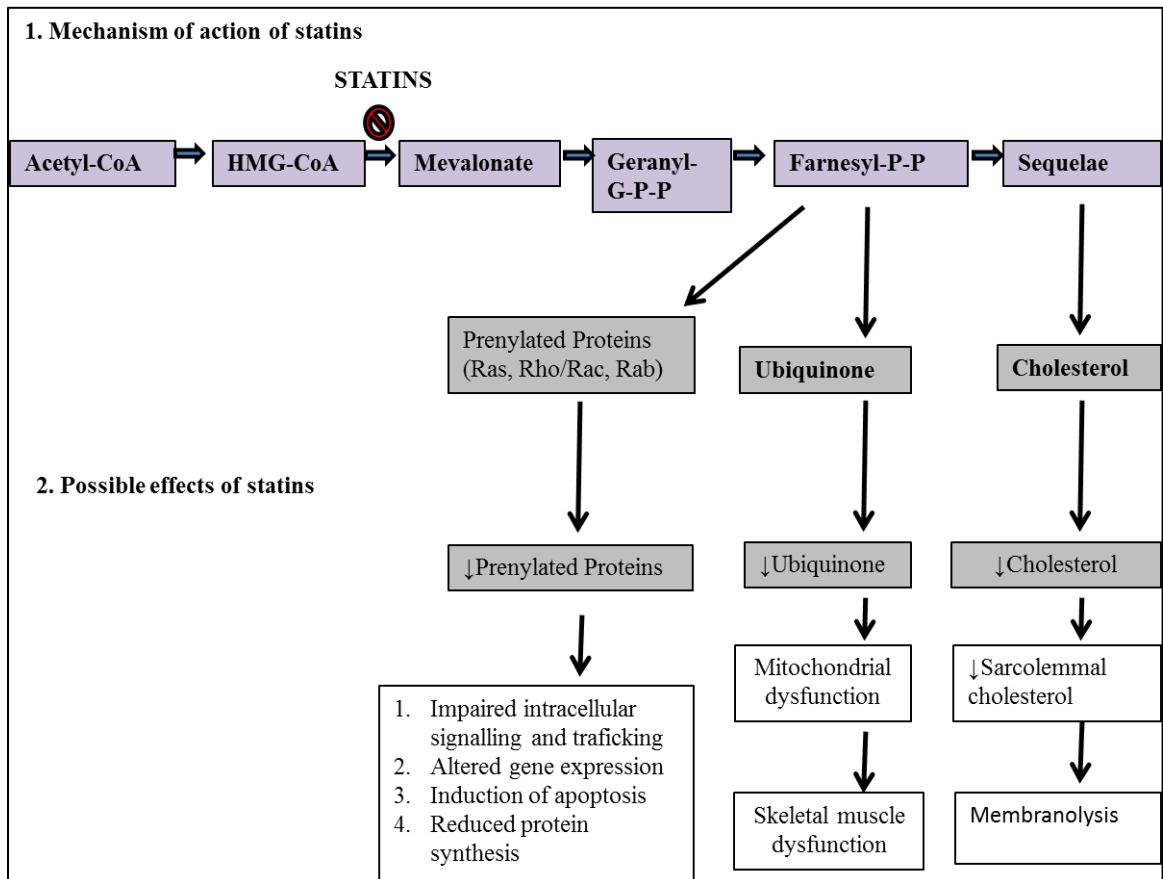 1. Mechanism of action of statins
STATINS
Acetyl-CoA
HMG-CoA
Mevalonate
Geranyl-
G-P-P
Farnesyl-P-P
Sequelae
Prenylated Proteins
(Ras, Rho/Rac, Rab)
Ubiquinone
Cholesterol
2. Possible effects of statins
↓Prenylated Proteins
↓Ubiquinone
↓Cholesterol
1. Impaired intracellular
signalling and traficking
2. Altered gene expression
3. Induction of apoptosis
4. Reduced protein
synthesis
Mitochondrial
dysfunction
↓Sarcolemmal
cholesterol
Skeletal muscle
dysfunction
Membranolysis